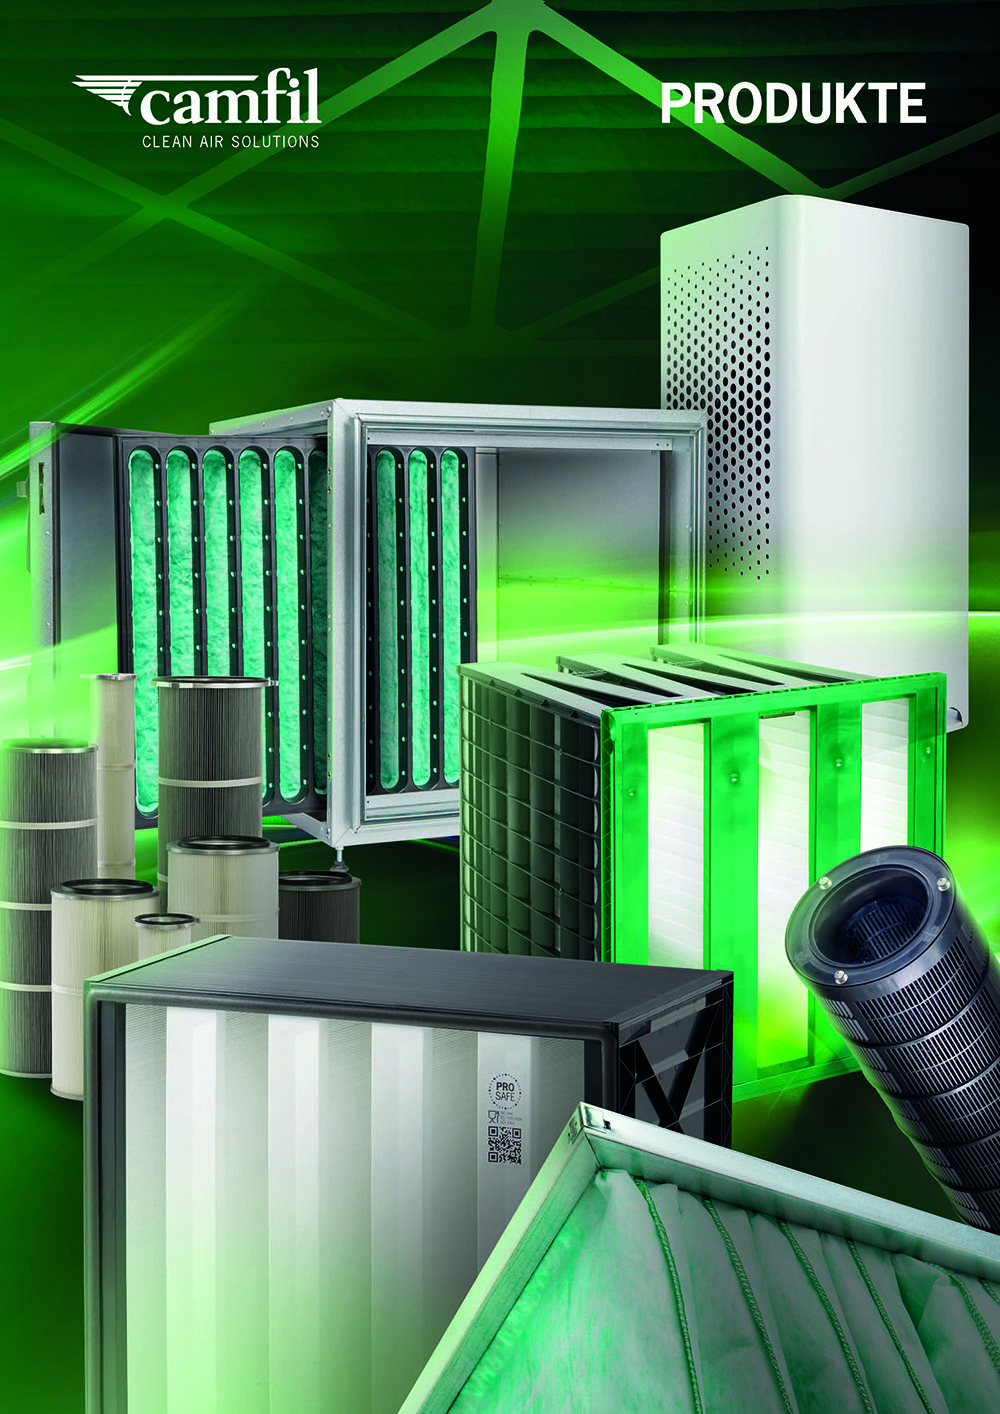 camfil
CLEAN AIR SOLUTIONS
PRODUKTE
PRO
SAFE